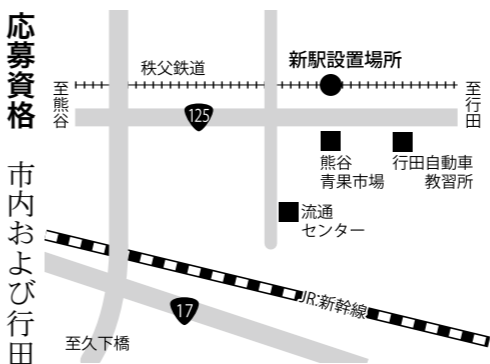 応募資格　市内および行田
秩父鉄道
新駅設置場所
至熊谷
至行田
125
熊谷
青果市場
行田自動車
教習所
流通
センター
JR.新幹線
17
至久下橋